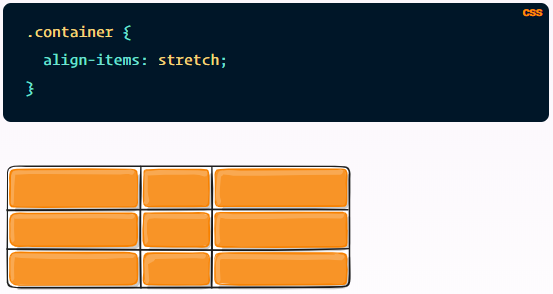 CSS
.container {
align-items: stretch;
}